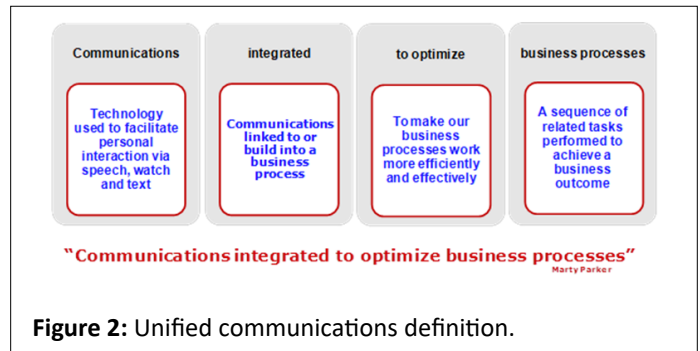 Communications
integrated
to optimize
business processes
Technology
used to facilitate
personal
interaction via
speech, watch
and text
Communications
linked to or
build into a
business
process
To make our
business
processes work
more efficiently
and effectively
A sequence of
related tasks
performed to
achieve a
business
outcome
“Communications integrated to optimize business processes”
Marty Parker
Figure 2: Unified communications definition.